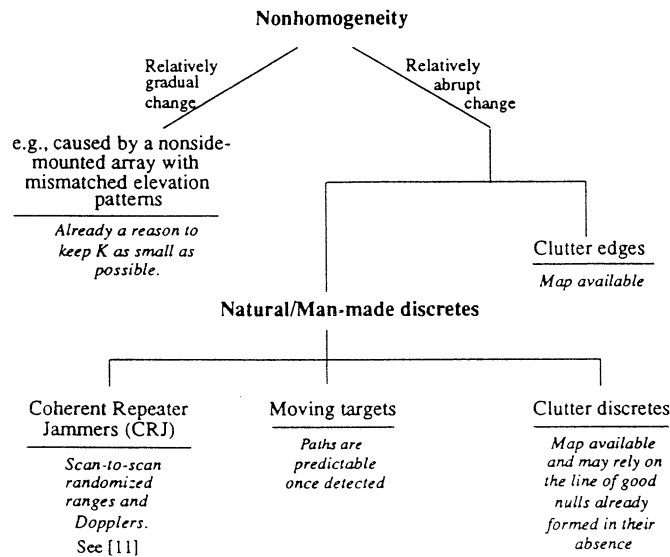 Nonhomogeneity
Relatively
gradual
change
Relatively
abrupt
change
e.g., caused by a nonside-
mounted array with
mismatched elevation
patterns
Already a reason to
keep K as small as
possible.
Clutter edges
Map available
Natural/Man-made discretes
Coherent Repeater
Jammers (CRJ)
Scan-to-scan
randomized
ranges and
Dopplers.
See [11]
Moving targets
Paths are
predictable
once detected
Clutter discretes
Map available
and may rely on
the line of good
nulls already
formed in their
absence